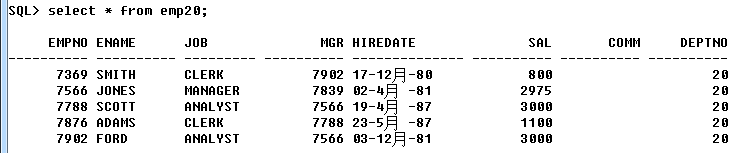 SQL> select * from emp20;
EMPNO ENAME JOB MGR HIREDATE SAL COMM DEPTNO
---------- ---------- --------- ---------- -------------- ---------- ---------- ----------
7369 SMITH CLERK 7902 17-12月-80 800 20
7566 JONES MANAGER 7839 02-4月 -81 2975 20
7788 SCOTT ANALYST 7566 19-4月 -87 3000 20
7876 ADAMS CLERK 7788 23-5月 -87 1100 20
7902 FORD ANALYST 7566 03-12月-81 3000 20